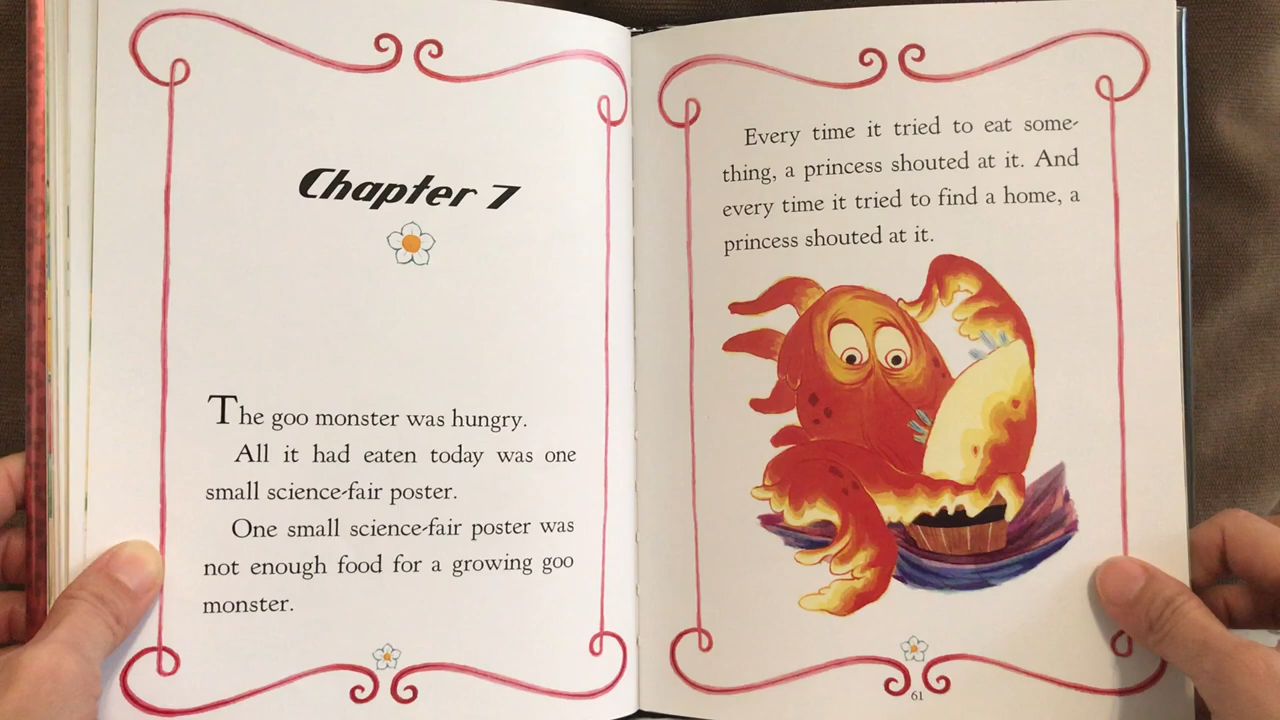 Chapter 7
The goo monster was hungry.
All it had eaten today was one
small science-fair poster.
One small science-fair poster was
not enough food for a growing goo
monster.
Every time it tried to eat some-
thing, a princess shouted at it. And
every time it tried to find a home, a
princess shouted at it.
61